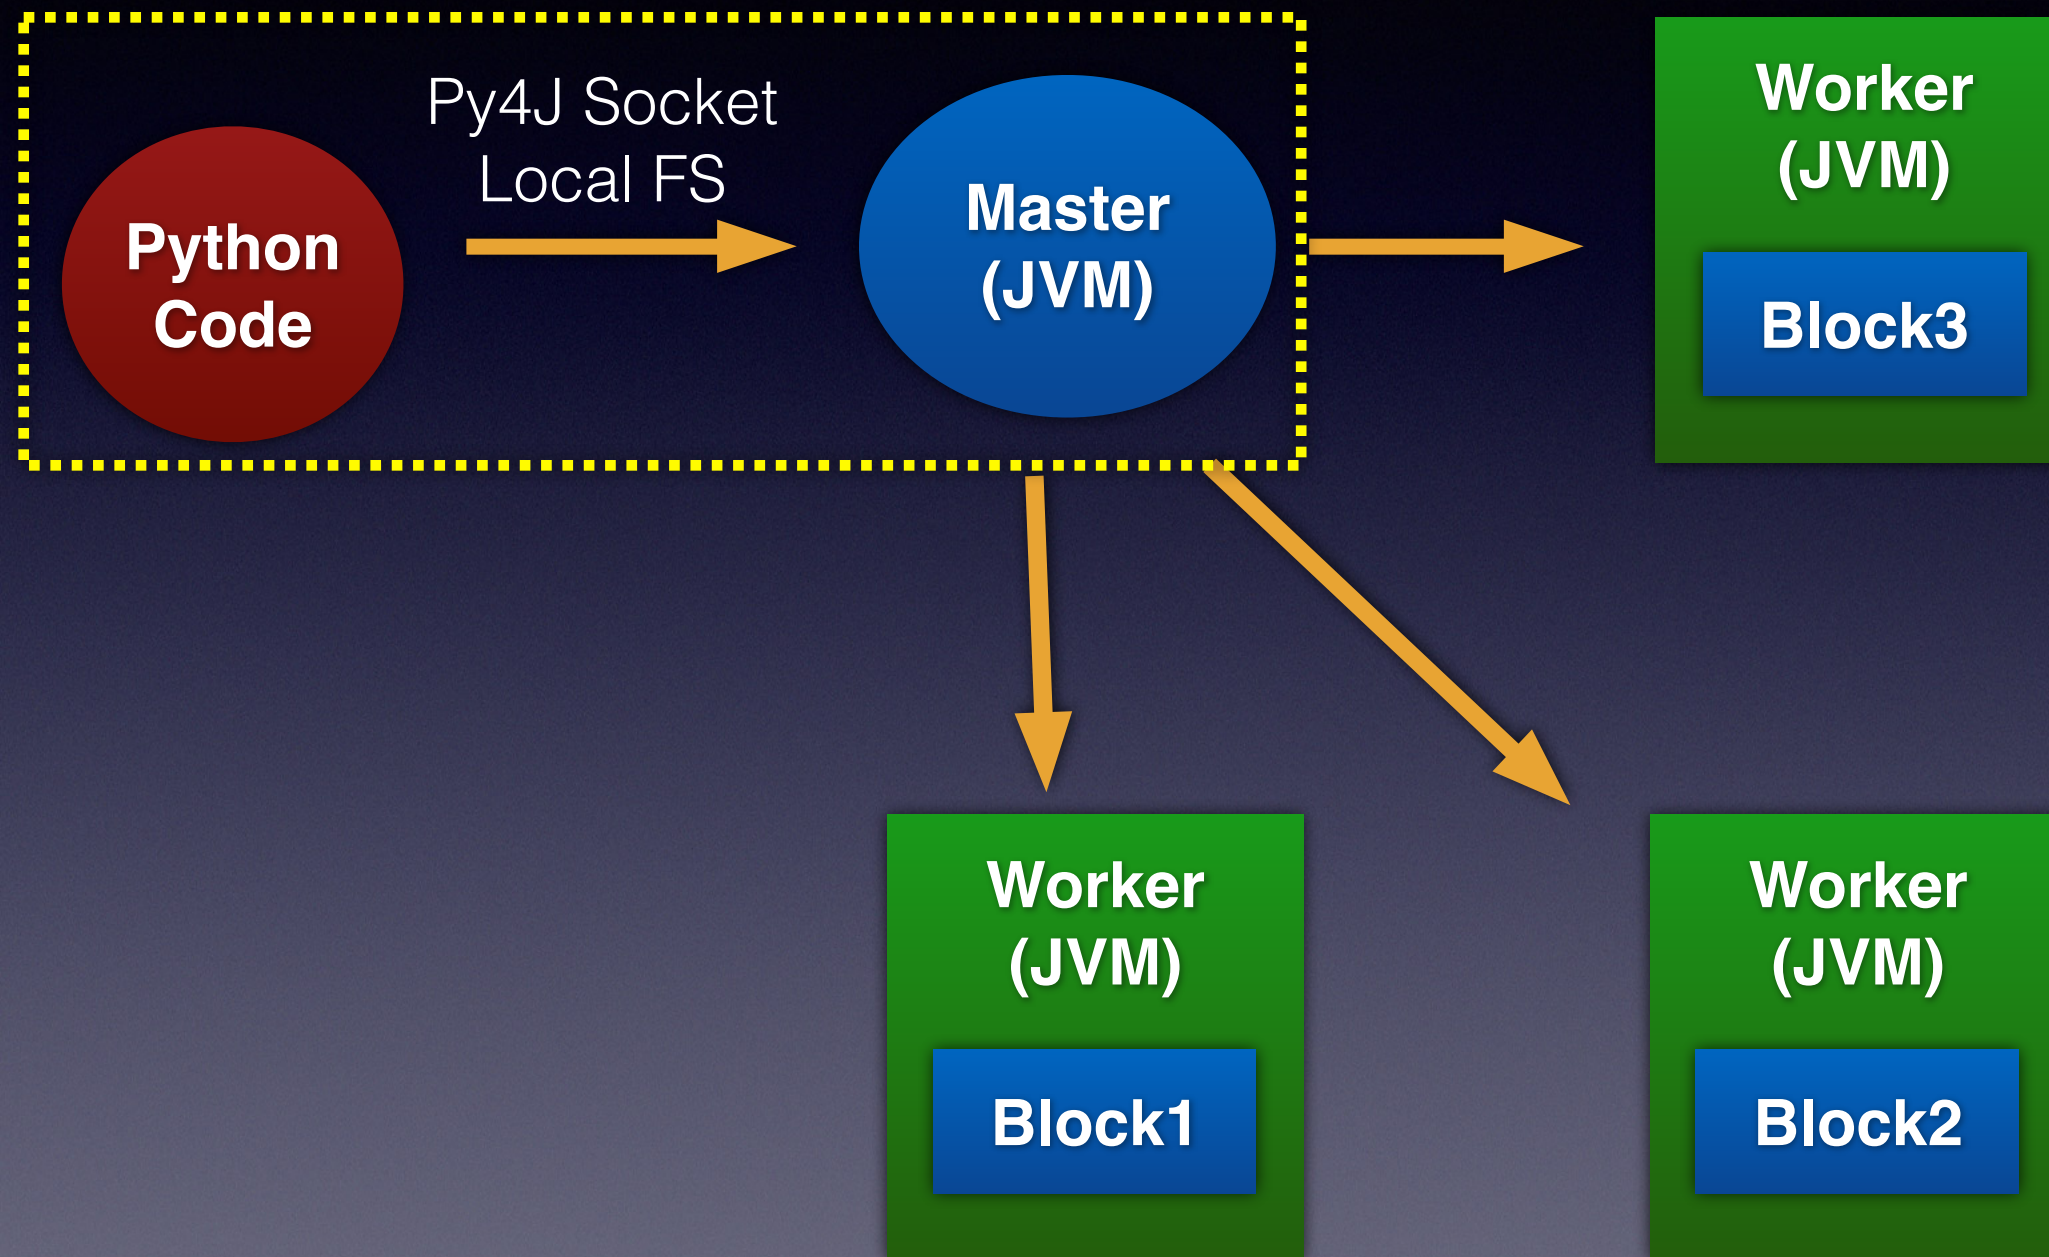 Py4J Socket
Local FS
Python
Code
Master
(JVM)
Worker
(JVM)
Block3
Worker
(JVM)
Block1
Worker
(JVM)
Block2